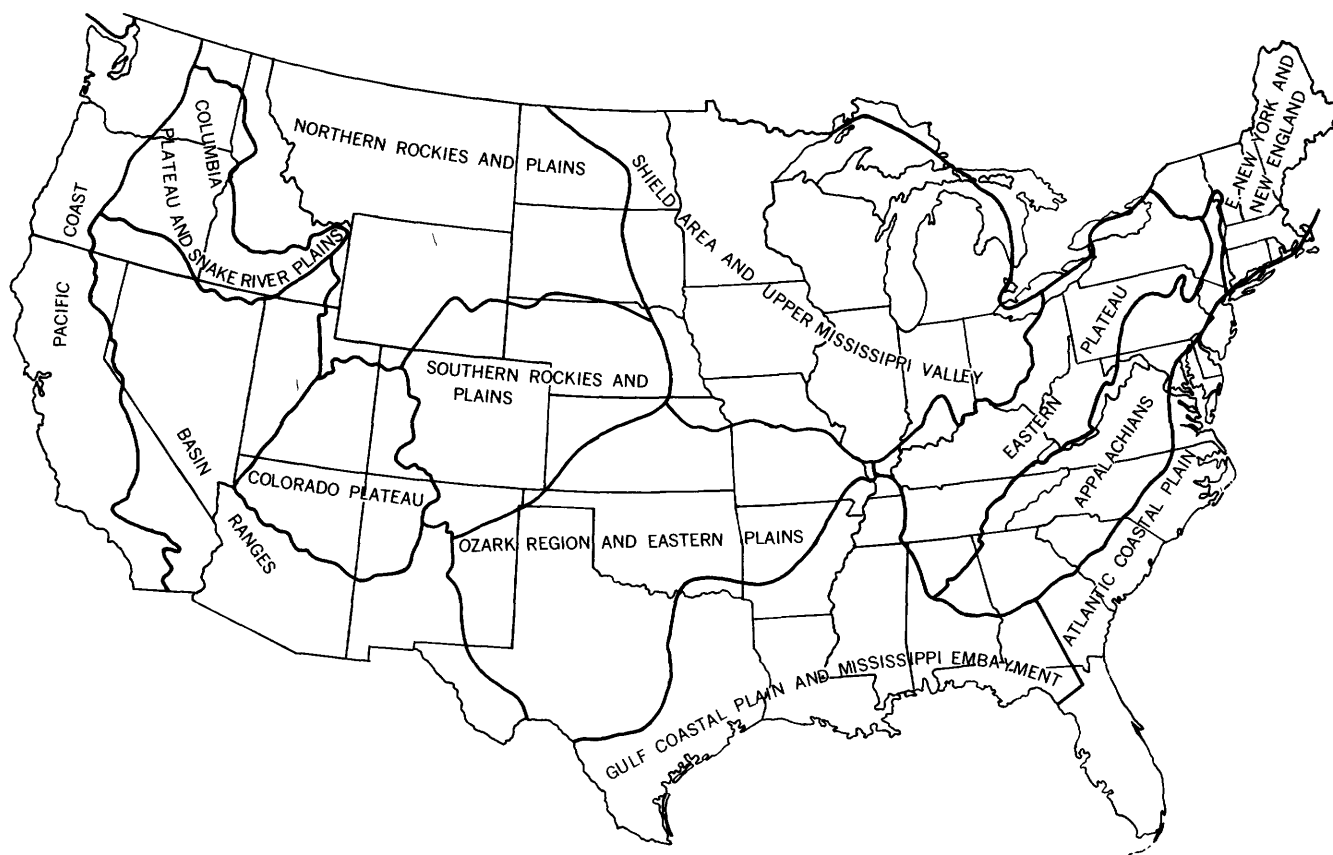 NORTHERN ROCKIES AND PLAINS
COLUMBIA
PLATEAU AND SNAKE RIVER PLAINS
PACIFIC COAST
SHIELD AREA AND UPPER MISSISSIPPI VALLEY
E. NEW YORK AND
NEW ENGLAND
SOUTHERN ROCKIES AND
PLAINS
BASIN RANGES
COLORADO PLATEAU
OZARK REGION AND EASTERN PLAINS
EASTERN PLATEAU
APPALACHIANS
ATLANTIC COASTAL PLAIN
GULF COASTAL PLAIN AND MISSISSIPPI EMBAYMENT